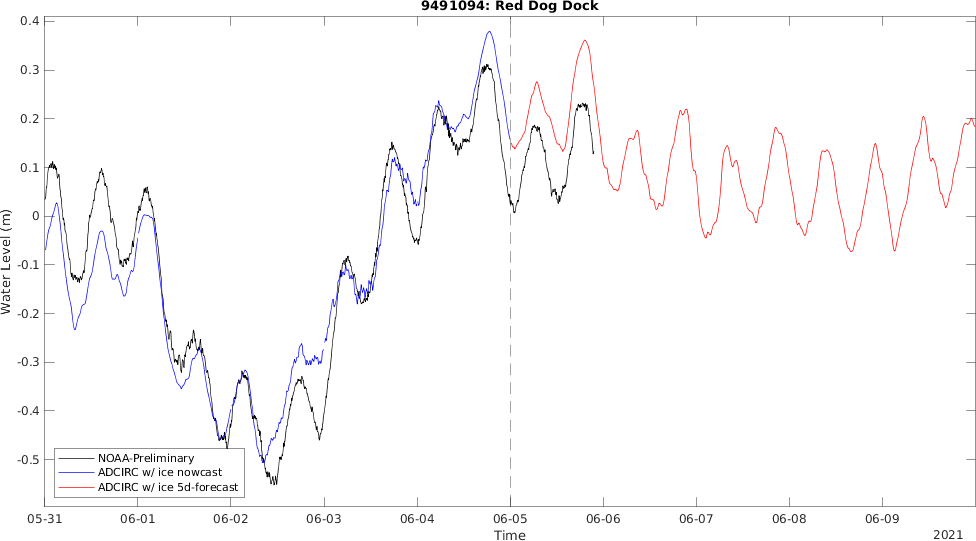 9491094: Red Dog Dock
0.4
0.3
0.2
0.1
0
-0.1
-0.2
-0.3
-0.4
-0.5
Water Level (m)
NOAA-Preliminary
ADCIRC w/ ice nowcast
ADCIRC w/ ice 5d-forecast
05-31 06-01 06-02 06-03 06-04 06-05 06-06 06-07 06-08 06-09
Time
2021